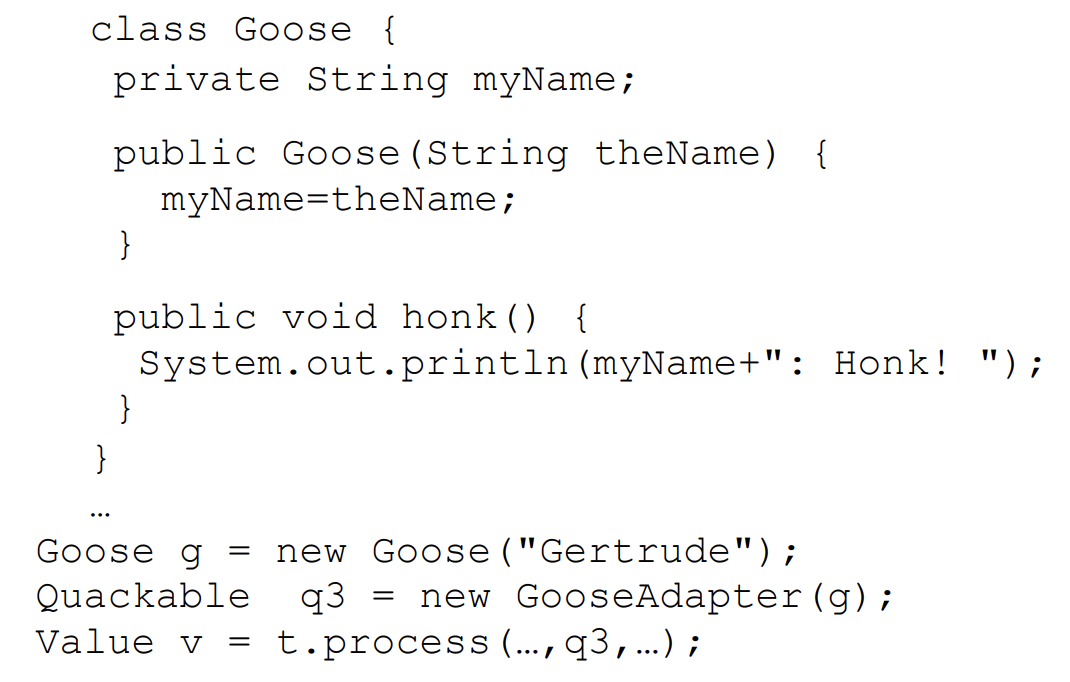 class Goose {
private String myName;
public Goose(String theName) {
myName=theName;
}
public void honk() {
System.out.println(myName+": Honk! ");
}
}
…
Goose g = new Goose("Gertrude");
Quackable  q3 = new GooseAdapter(g);
Value v = t.process(…,q3,…);